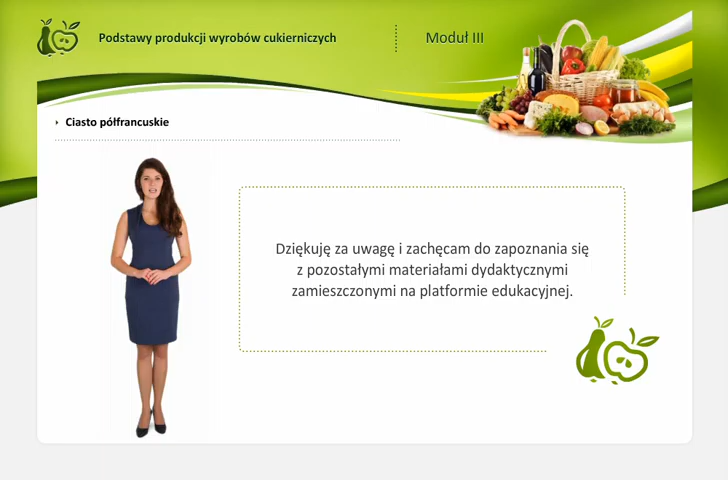 Podstawy produkcji wyrobów cukierniczych
Moduł III
Ciasto półfrancuskie
Dziękuję za uwagę i zachęcam do zapoznania się
z pozostałymi materiałami dydaktycznymi
zamieszczonymi na platformie edukacyjnej.